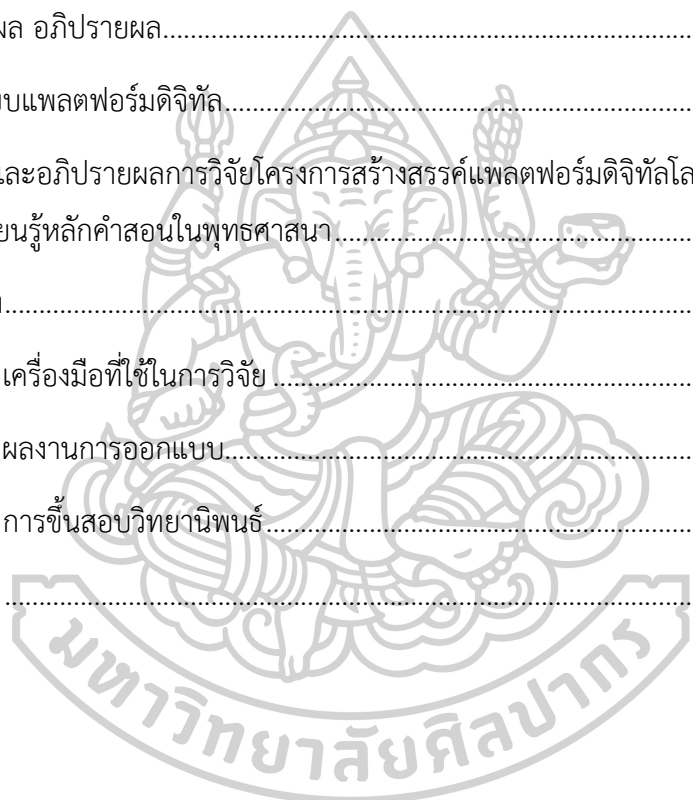 ผล อภิปรายผล
บบแพลตฟอร์มดิจิทัล
และอภิปรายผลการวิจัยโครงการสร้างสรรค์แพลตฟอร์มดิจิทัลโล
ยนรู้หลักคำสอนในพุทธศาสนา
เครื่องมือที่ใช้ในการวิจัย
ผลงานการออกแบบ
การขึ้นสอบวิทยานิพนธ์
มหาวิทยาลัยศิลปากร